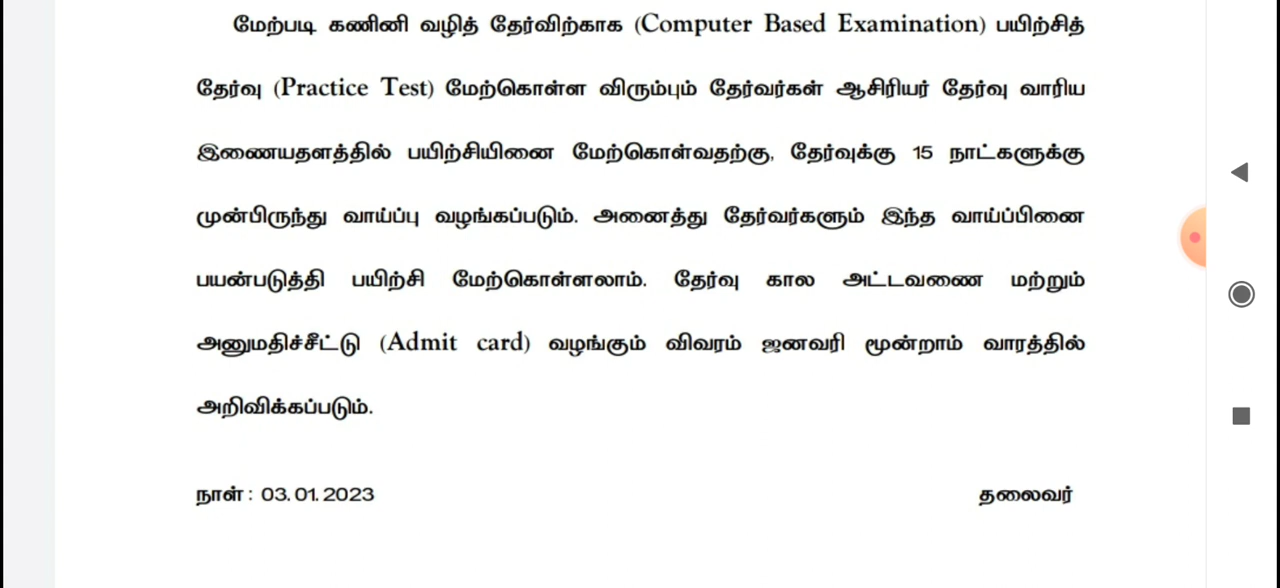 மேற்படி கணினி வழித் தேர்விற்காக (Computer Based Examination) பயிற்சித்
தேர்வு (Practice Test) மேற்கொள்ள விரும்பும் தேர்வர்கள் ஆசிரியர் தேர்வு வாரிய
இணையதளத்தில் பயிற்சியினை மேற்கொள்வதற்கு, தேர்வுக்கு 15 நாட்களுக்கு
முன்பிருந்து வாய்ப்பு வழங்கப்படும். அனைத்து தேர்வர்களும் இந்த வாய்ப்பினை
பயன்படுத்தி பயிற்சி மேற்கொள்ளலாம். தேர்வு கால அட்டவணை மற்றும்
அனுமதிச்சீட்டு (Admit card) வழங்கும் விவரம் ஜனவரி மூன்றாம் வாரத்தில்
அறிவிக்கப்படும்.
நாள் : 03.01.2023 தலைவர்